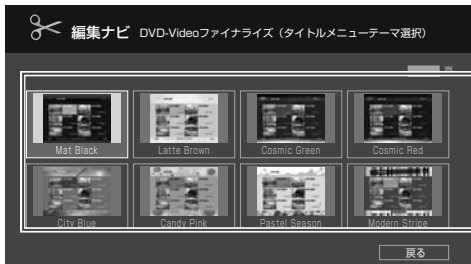 編集ナビ DVD-Videoファイナライズ（タイトルメニューテーマ選択）
Mat Black Latte Brown Cosmic Green Cosmic Red
City Blue Candy Pink Pastel Season Modern Stripe
戻る